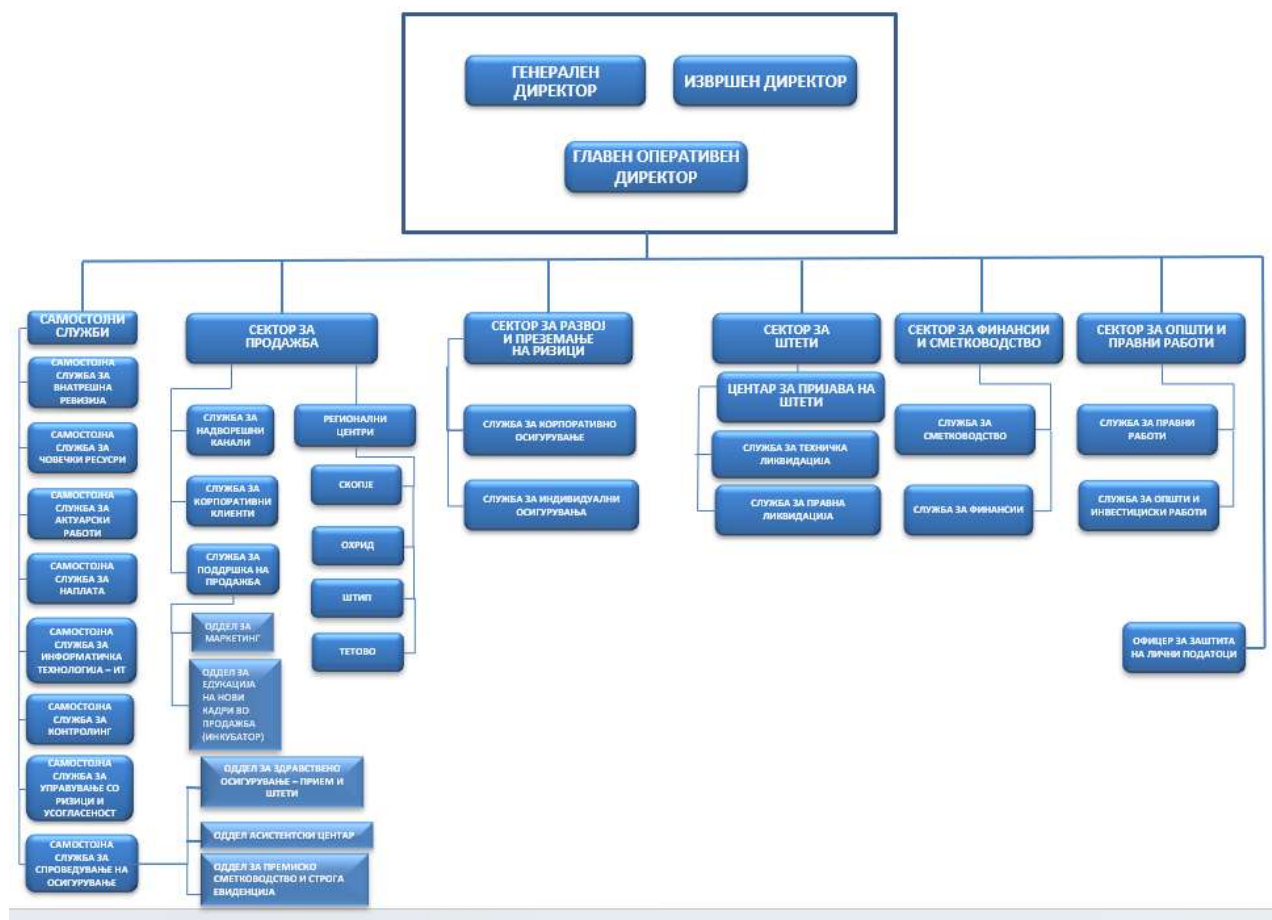 ГЕНЕРАЛЕН
ДИРЕКТОР
ИЗВРШЕН ДИРЕКТОР
ГЛАВЕН ОПЕРАТИВЕН
ДИРЕКТОР
САМОСТОЈНИ
СЛУЖБИ
САМОСТОЈНА
СЛУЖБА ЗА
ВНАТРЕШНА
РЕВИЗИЈА
САМОСТОЈНА
СЛУЖБА ЗА
ЧОВЕЧКИ РЕСУСРИ
САМОСТОЈНА
СЛУЖБА ЗА
АКТУАРСКИ
РАБОТИ
САМОСТОЈНА
СЛУЖБА ЗА
НАПЛАТА
САМОСТОЈНА
СЛУЖБА ЗА
ИНФОРМАТИЧКА
ТЕХНОЛОГИЈА – ИТ
САМОСТОЈНА
СЛУЖБА ЗА
КОНТРОЛИНГ
САМОСТОЈНА
СЛУЖБА ЗА
УПРАВУВАЊЕ СО
РИЗИЦИ И
УСОГЛАСЕНОСТ
САМОСТОЈНА
СЛУЖБА ЗА
СПРОВЕДУВАЊЕ НА
ОСИГУРУВАЊЕ
ОДДЕЛ ЗА ЗДРАВСТВЕНО
ОСИГУРУВАЊЕ – ПРИЕМ И
ШТЕТИ
ОДДЕЛ АСИСТЕНТСКИ ЦЕНТАР
ОДДЕЛ ЗА ПРЕМИСКО
СМЕТКОВОДСТВО И СТРОГА
ЕВИДЕНЦИЈА
СЕКТОР ЗА
ПРОДАЖБА
СЛУЖБА ЗА
НАДВОРЕШНИ
КАНАЛИ
СЛУЖБА ЗА
КОРПОРАТИВНИ
КЛИЕНТИ
СЛУЖБА ЗА
ПОДДРШКА НА
ПРОДАЖБА
ОДДЕЛ ЗА
МАРКЕТИНГ
ОДДЕЛ ЗА
ЕДУКАЦИЈА
НА НОВИ
КАДРИ ВО
ПРОДАЖБА
(ИНКУБАТОР)
РЕГИОНАЛНИ
ЦЕНТРИ
СКОПЈЕ
ОХРИД
ШТИП
ТЕТОВО
СЕКТОР ЗА РАЗВОЈ
И ПРЕЗЕМАЊЕ
НА РИЗИЦИ
СЛУЖБА ЗА КОРПОРАТИВНО
ОСИГУРУВАЊЕ
СЛУЖБА ЗА ИНДИВИДУАЛНИ
ОСИГУРУВАЊА
СЕКТОР ЗА
ШТЕТИ
ЦЕНТАР ЗА ПРИЈАВА НА
ШТЕТИ
СЛУЖБА ЗА ТЕХНИЧКА
ЛИКВИДАЦИЈА
СЛУЖБА ЗА ПРАВНА
ЛИКВИДАЦИЈА
СЕКТОР ЗА ФИНАНСИИ
И СМЕТКОВОДСТВО
СЛУЖБА ЗА
СМЕТКОВОДСТВО
СЛУЖБА ЗА ФИНАНСИИ
СЕКТОР ЗА ОПШТИ И
ПРАВНИ РАБОТИ
СЛУЖБА ЗА ПРАВНИ
РАБОТИ
СЛУЖБА ЗА ОПШТИ И
ИНВЕСТИЦИСКИ РАБОТИ
ОФИЦЕР ЗА ЗАШТИТА
НА ЛИЧНИ ПОДАТОЦИ